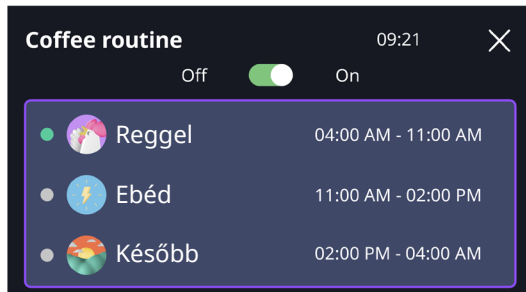 Coffee routine 09:21
Off On
Reggel 04:00 AM - 11:00 AM
Ebéd 11:00 AM - 02:00 PM
Később 02:00 PM - 04:00 AM